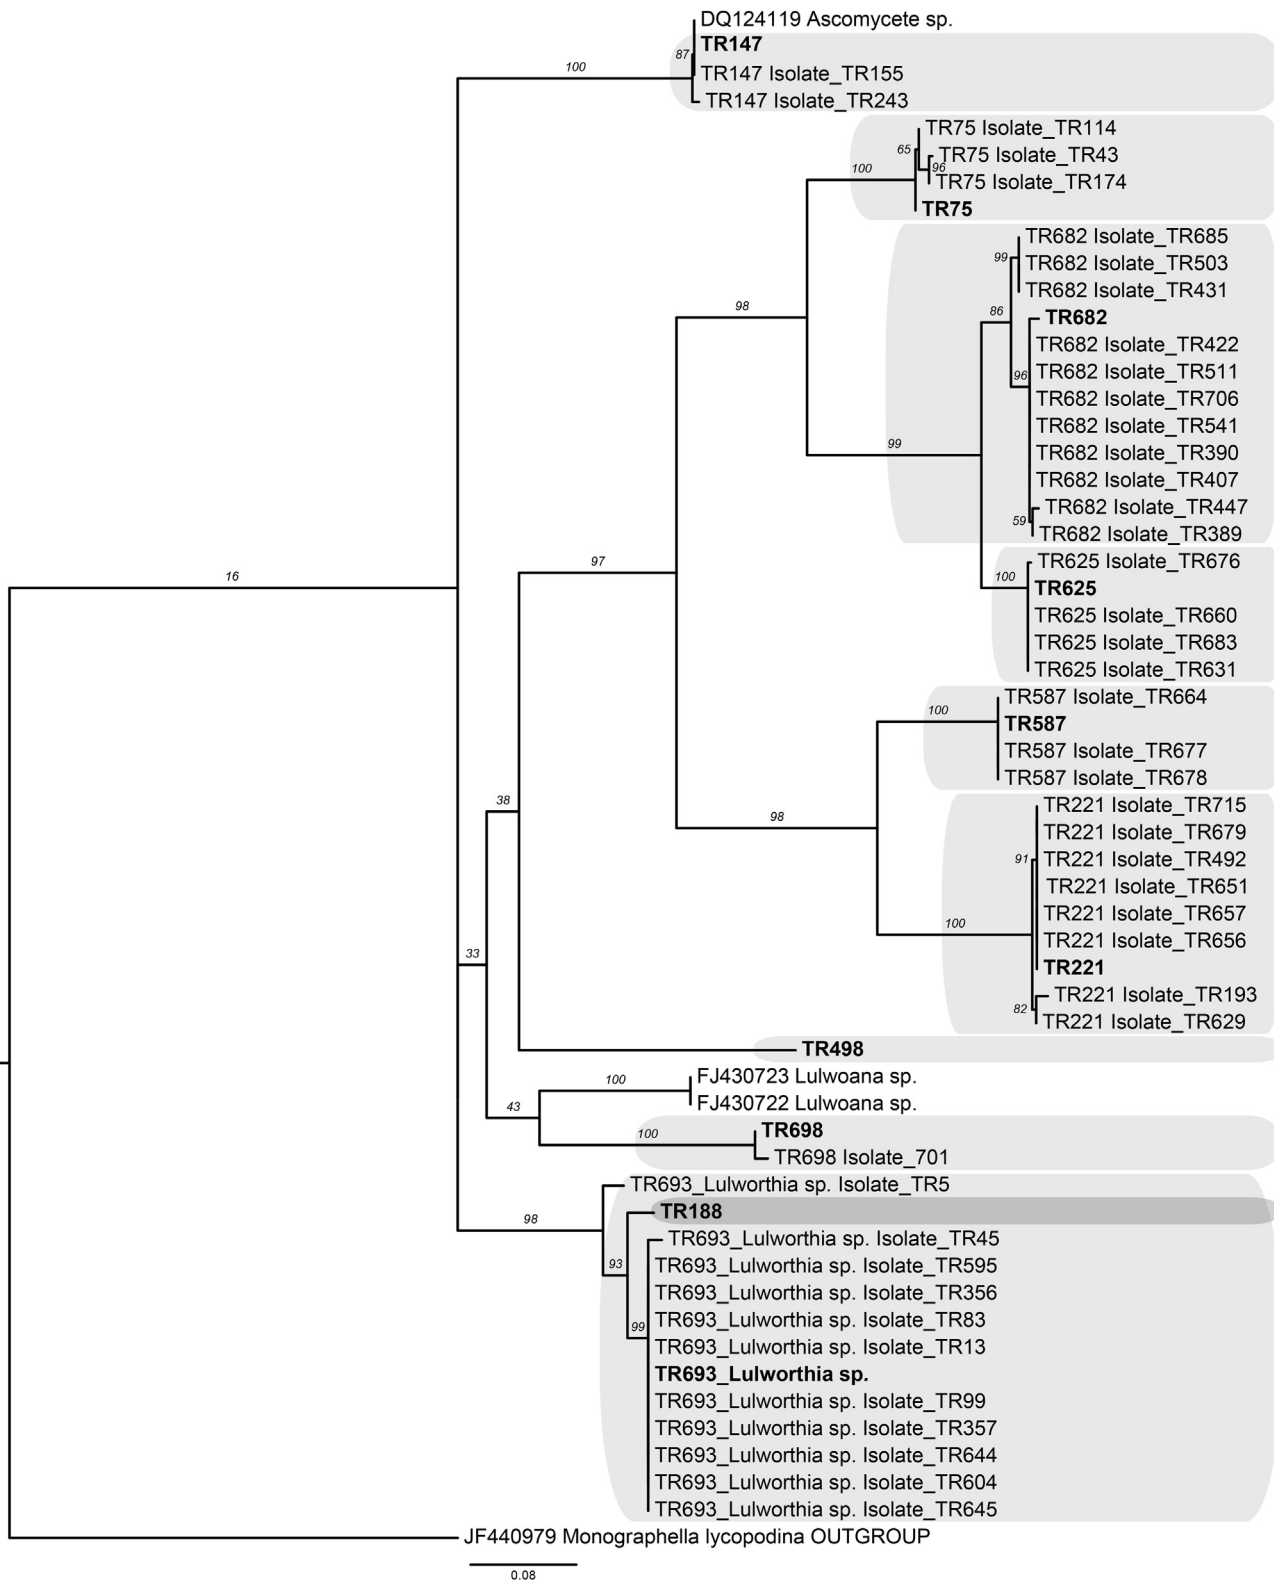 DQ124119 Ascomycete sp.
TR147
87
100
TR147 Isolate_TR155
TR147 Isolate_TR243
TR75 Isolate_TR114
65
TR75 Isolate_TR43
100
96
TR75 Isolate_TR174
TR75
TR682 Isolate_TR685
99
TR682 Isolate_TR503
TR682 Isolate_TR431
98
86
TR682
TR682 Isolate_TR422
TR682 Isolate_TR511
96
TR682 Isolate_TR706
TR682 Isolate_TR541
99
TR682 Isolate_TR390
TR682 Isolate_TR407
TR682 Isolate_TR447
59
TR682 Isolate_TR389
97
TR625 Isolate_TR676
16
100
TR625
TR625 Isolate_TR660
TR625 Isolate_TR683
TR625 Isolate_TR631
TR587 Isolate_TR664
100
TR587
TR587 Isolate_TR677
TR587 Isolate_TR678
38
TR221 Isolate_TR715
98
TR221 Isolate_TR679
91
TR221 Isolate_TR492
TR221 Isolate_TR651
TR221 Isolate_TR657
100
TR221 Isolate_TR656
33
TR221
TR221 Isolate_TR193
82
TR221 Isolate_TR629
TR498
FJ430723 Lulwoana sp.
100
FJ430722 Lulwoana sp.
43
TR698
100
TR698 Isolate_701
TR693_Lulworthia sp. Isolate_TR5
TR188
98
TR693_Lulworthia sp. Isolate_TR45
TR693_Lulworthia sp. Isolate_TR595
93
TR693_Lulworthia sp. Isolate_TR356
TR693_Lulworthia sp. Isolate_TR83
99
TR693_Lulworthia sp. Isolate_TR13
TR693_Lulworthia sp.
TR693_Lulworthia sp. Isolate_TR99
TR693_Lulworthia sp. Isolate_TR357
TR693_Lulworthia sp. Isolate_TR644
TR693_Lulworthia sp. Isolate_TR604
TR693_Lulworthia sp. Isolate_TR645
JF440979 Monographella lycopodina OUTGROUP
0.08